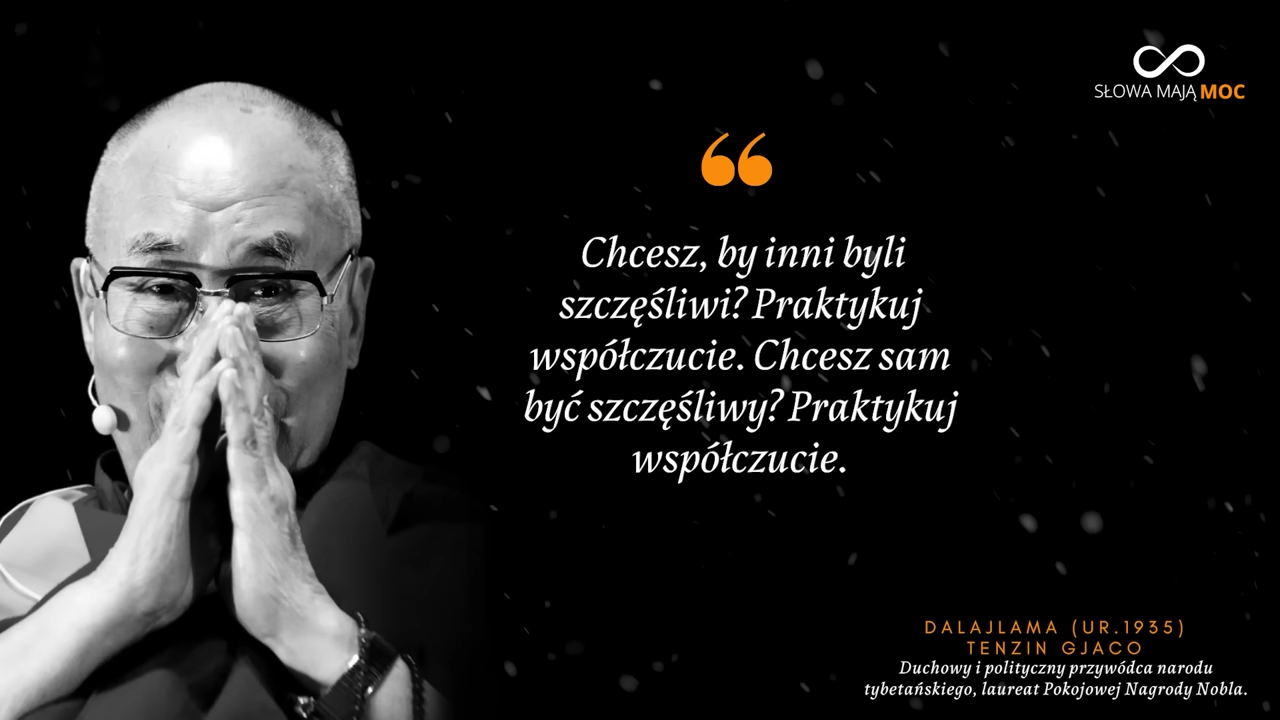 SŁOWA MAJĄ MOC
Chcesz, by inni byli
szczęśliwi? Praktykuj
współczucie. Chcesz sam
być szczęśliwy? Praktykuj
współczucie.
DALAJLAMA (UR.1935)
TENZIN GJACO
Duchowy i polityczny przywódca narodu
tybetańskiego, laureat Pokojowej Nagrody Nobla.